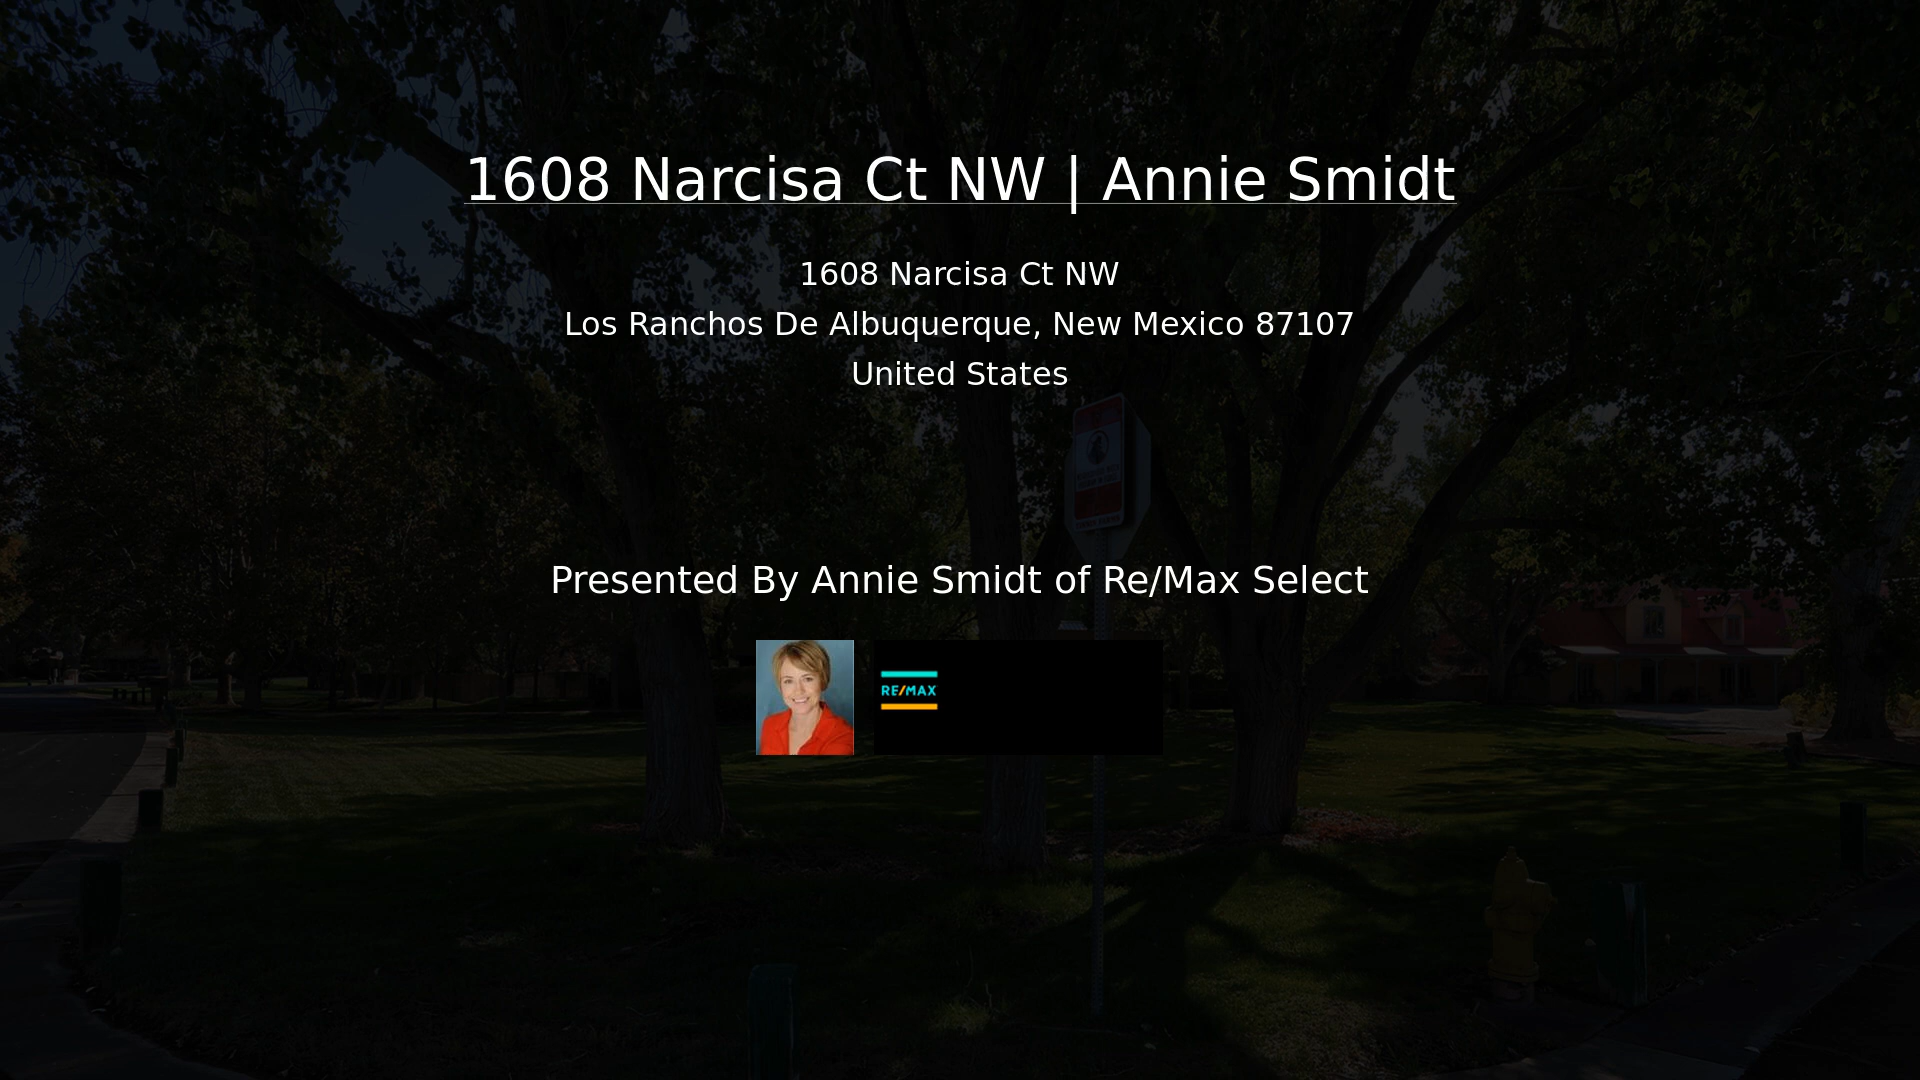 1608 Narcisa Ct NW | Annie Smidt
1608 Narcisa Ct NW
Los Ranchos De Albuquerque, New Mexico 87107
United States
Presented By Annie Smidt of Re/Max Select
RE/MAX